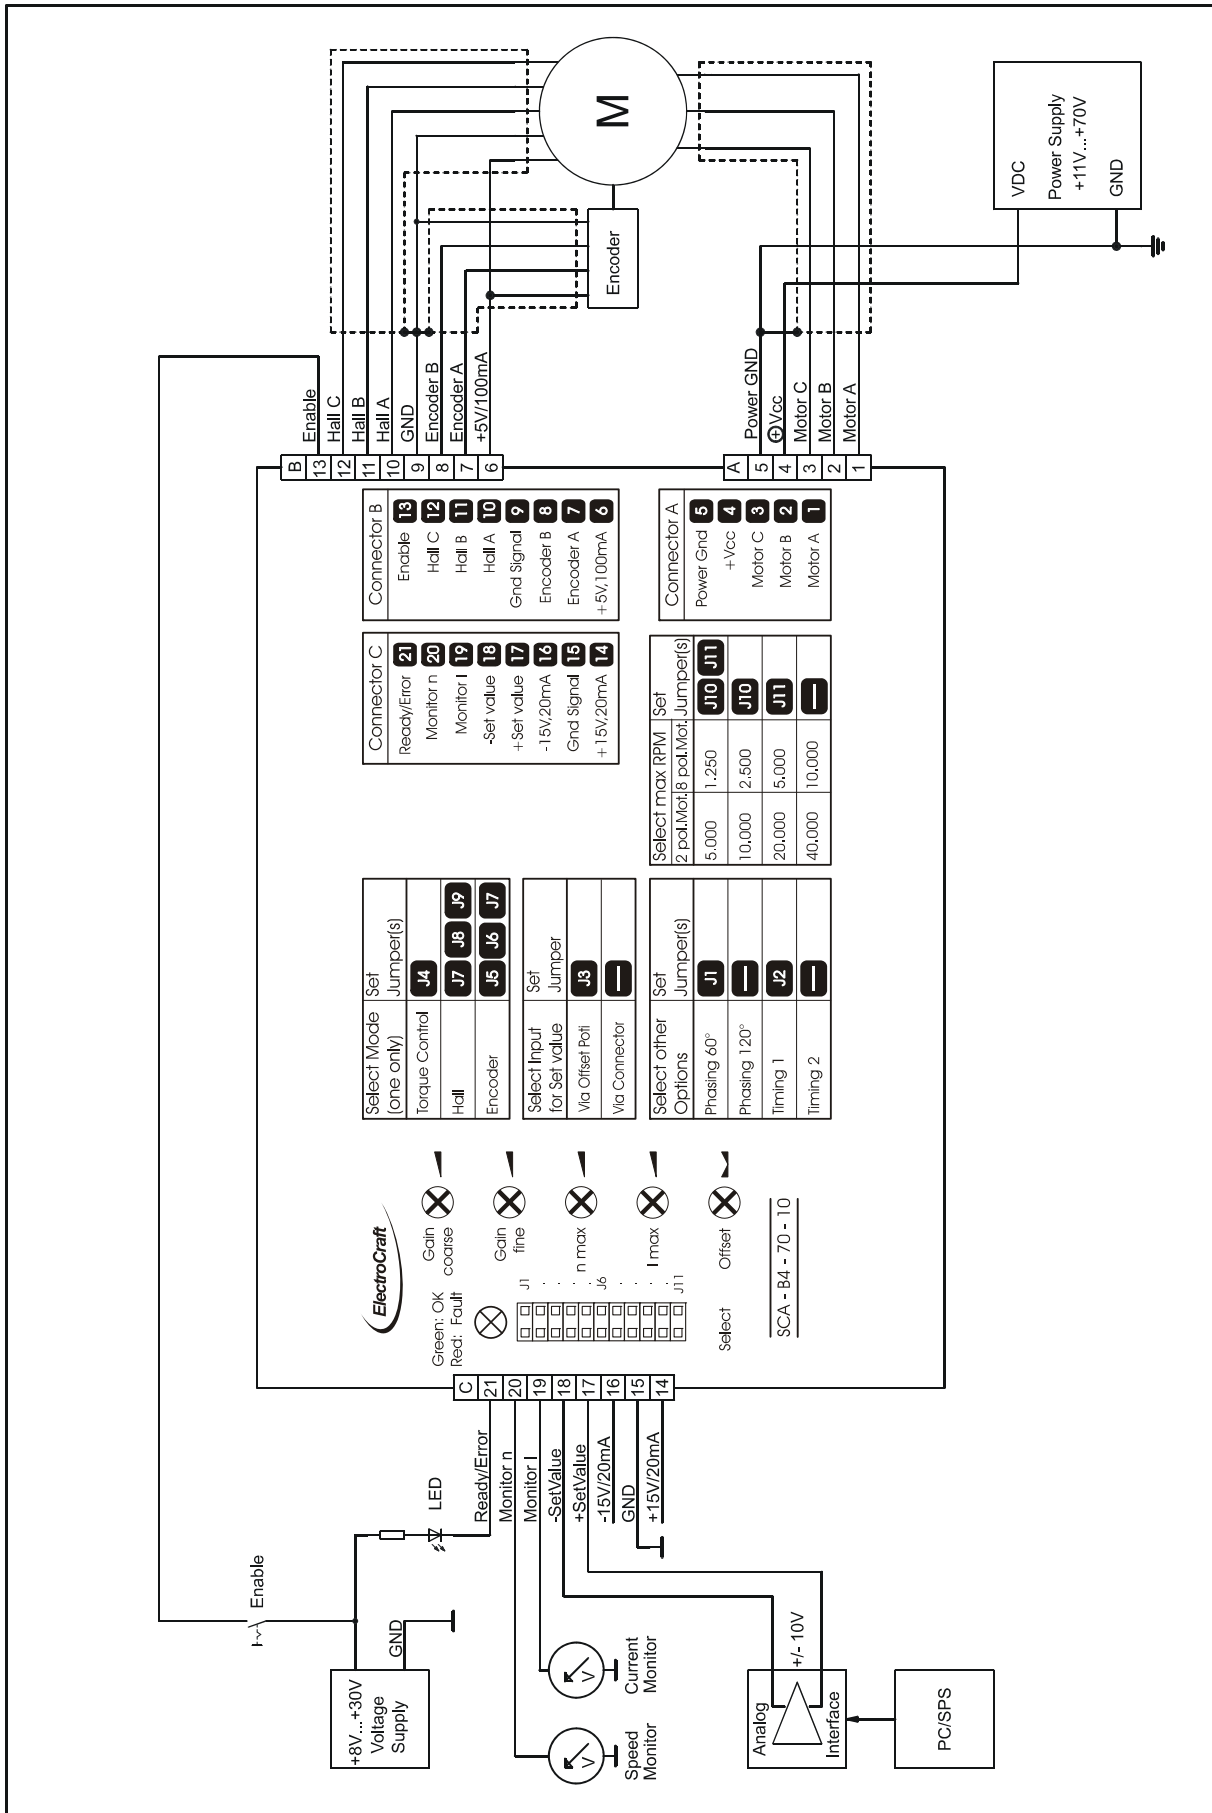 +8V...+30V
Voltage
Supply
GND
Enable
LED
Speed
Monitor
Current
Monitor
Analog
Interface
+/- 10V
PC/SPS
Ready/Error
Monitor n
Monitor I
-SetValue
+SetValue
-15V/20mA
GND
+15V/20mA
C
21
20
19
18
17
16
15
14
ElectroCraft
Green: OK
Red: Fault
J1
J6
J11
Select
Gain
coarse
Gain
fine
n max
I max
Offset
SCA - B4 - 70 - 10
Select Mode
(one only)
Set
Jumper(s)
Torque Control J4
Hall J7 J8 J9
Encoder J5 J6 J7
Select Input
for Set value
Set
Jumper
Via Offset Poti J3
Via Connector —
Select other
Options
Set
Jumper(s)
Phasing 60° J1
Phasing 120° —
Timing 1 J2
Timing 2 —
Select max RPM
2 pol.Mot. 8 pol.Mot.
Set
Jumper(s)
5.000 1.250 J10 J11
10.000 2.500 J10
20.000 5.000 J11
40.000 10.000 —
Connector C
Ready/Error 21
Monitor n 20
Monitor I 19
-Set value 18
+Set value 17
-15V,20mA 16
Gnd Signal 15
+15V,20mA 14
Connector B
Enable 13
Hall C 12
Hall B 11
Hall A 10
Gnd Signal 9
Encoder B 8
Encoder A 7
+5V,100mA 6
Connector A
Power Gnd 5
+Vcc 4
Motor C 3
Motor B 2
Motor A 1
B
13
12
11
10
9
8
7
6
Enable
Hall C
Hall B
Hall A
GND
Encoder B
Encoder A
+5V/100mA
A
5
4
3
2
1
Power GND
+Vcc
Motor C
Motor B
Motor A
M
Encoder
VDC
Power Supply
+11V...+70V
GND